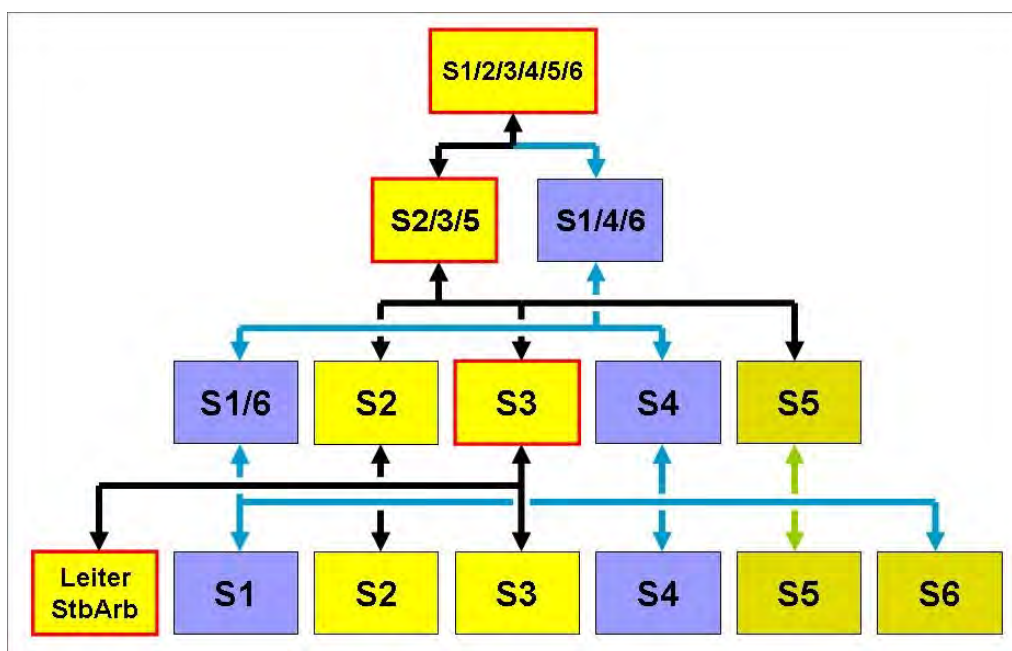 S1/2/3/4/5/6
S2/3/5
S1/4/6
S1/6
S2
S3
S4
S5
Leiter
StbArb
S1
S2
S3
S4
S5
S6